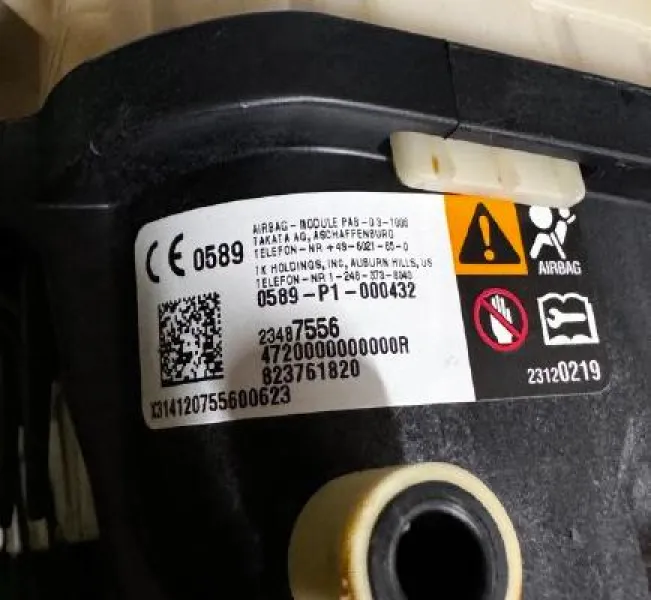 CE 0589
AIRBAG - MODULE PAB-03-1000
TAKATA AG, ASCHAFFENBURG
TELEFON-NR +49-6021-65-0
TK HOLDINGS, INC, AUBURN HILLS, US
TELEFON-NR 1-248-373-8040
0589-P1-000432
23487556
4720000000000R
823761820
X314120755600623
AIRBAG
23120219